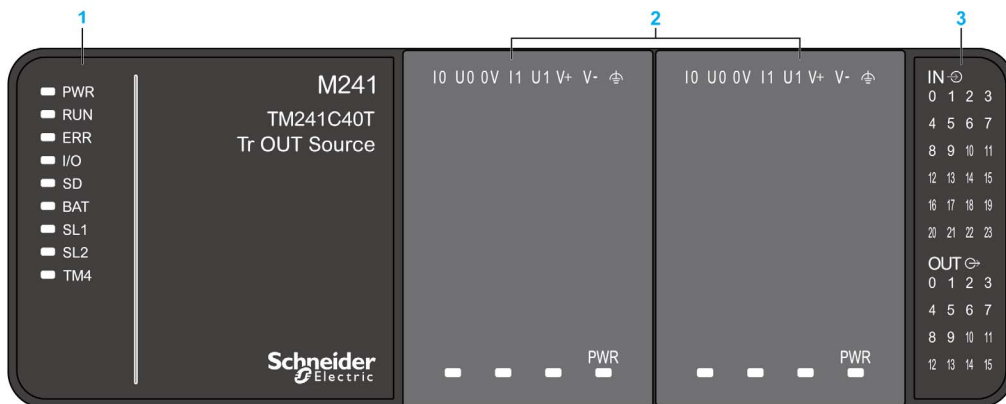 1
2
3
PWR
RUN
ERR
I/O
SD
BAT
SL1
SL2
TM4
M241
TM241C40T
Tr OUT Source
Schneider
Electric
I0 U0 0V I1 U1 V+ V-
PWR
I0 U0 0V I1 U1 V+ V-
PWR
IN
0 1 2 3
4 5 6 7
8 9 10 11
12 13 14 15
16 17 18 19
20 21 22 23
OUT
0 1 2 3
4 5 6 7
8 9 10 11
12 13 14 15